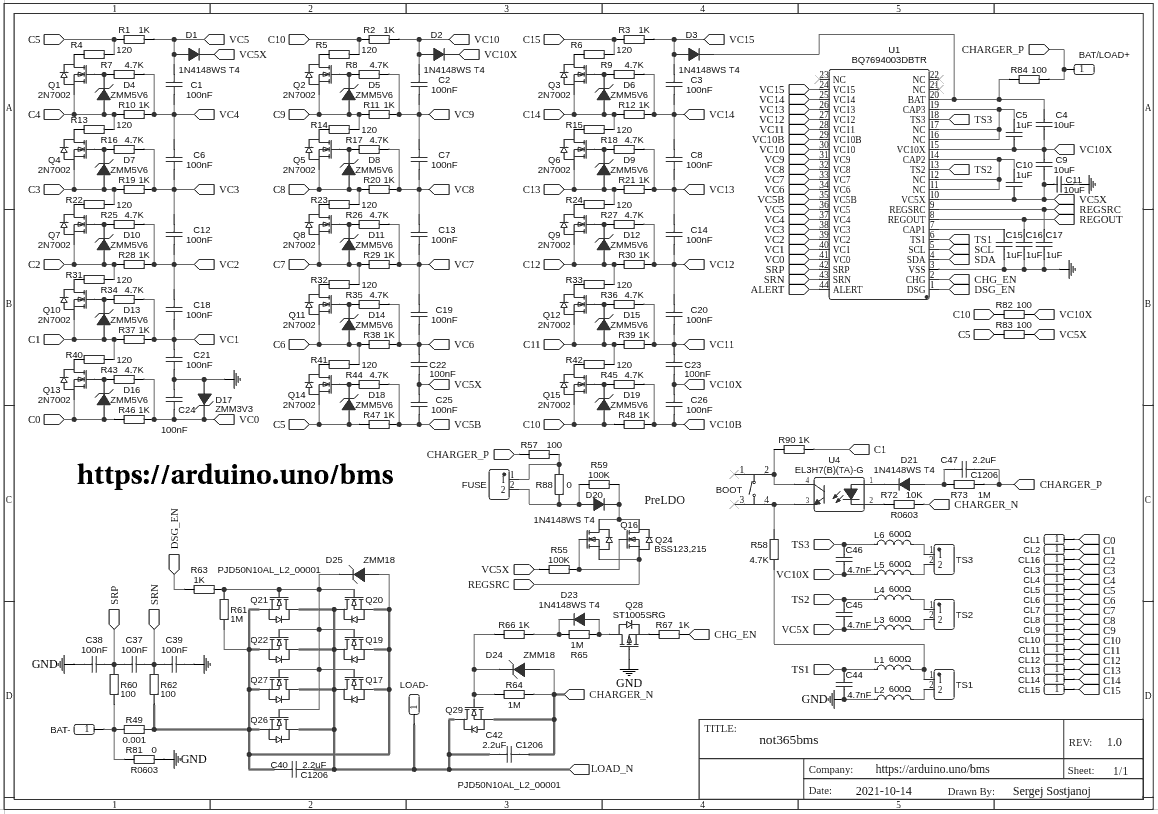 1 2 3 4 5
C5 R1 1K D1 VC5
R4 120 VC5X
R7 4.7K 1N4148WS T4
Q1 2N7002 D4 ZMM5V6 C1 100nF
C4 R10 1K VC4
R13 120
R16 4.7K
Q4 2N7002 D7 ZMM5V6 C6 100nF
C3 R19 1K VC3
R22 120
R25 4.7K
Q7 2N7002 D10 ZMM5V6 C12 100nF
C2 R28 1K VC2
R31 120
R34 4.7K
Q10 2N7002 D13 ZMM5V6 C18 100nF
C1 R37 1K VC1
R40 120 C21 100nF
R43 4.7K
Q13 2N7002 D16 ZMM5V6 C24 100nF D17 ZMM3V3
C0 R46 1K VC0
C10 R2 1K D2 VC10
R5 120 VC10X
R8 4.7K 1N4148WS T4
Q2 2N7002 D5 ZMM5V6 C2 100nF
C9 R11 1K VC9
R14 120
R17 4.7K
Q5 2N7002 D8 ZMM5V6 C7 100nF
C8 R20 1K VC8
R23 120
R26 4.7K
Q8 2N7002 D11 ZMM5V6 C13 100nF
C7 R29 1K VC7
R32 120
R35 4.7K
Q11 2N7002 D14 ZMM5V6 C19 100nF
C6 R38 1K VC6
R41 120 C22 100nF
R44 4.7K VC5X
Q14 2N7002 D18 ZMM5V6 C25 100nF
C5 R47 1K VC5B
C15 R3 1K D3 VC15
R6 120
R9 4.7K 1N4148WS T4
Q3 2N7002 D6 ZMM5V6 C3 100nF
C14 R12 1K VC14
R15 120
R18 4.7K
Q6 2N7002 D9 ZMM5V6 C8 100nF
C13 R21 1K VC13
R24 120
R27 4.7K
Q9 2N7002 D12 ZMM5V6 C14 100nF
C12 R30 1K VC12
R33 120
R36 4.7K
Q12 2N7002 D15 ZMM5V6 C20 100nF
C11 R39 1K VC11
R42 120 C23 100nF
R45 4.7K VC10X
Q15 2N7002 D19 ZMM5V6 C26 100nF
C10 R48 1K VC10B
U1
BQ7694003DBTR
23 NC NC 22
VC15 24 VC15 NC 21
VC14 25 VC14 BAT 20
VC13 26 VC13 CAP3 19
VC12 27 VC12 TS3 18 TS3
VC11 28 VC11 NC 17
VC10B 29 VC10B NC 16
VC10 30 VC10 VC10X 15 VC10X
VC9 31 VC9 CAP2 14
VC8 32 VC8 TS2 13 TS2
VC7 33 VC7 NC 12
VC6 34 VC6 NC 11
VC5B 35 VC5B VC5X 10 VC5X
VC5 36 VC5 REGSRC 9 REGSRC
VC4 37 VC4 REGOUT 8 REGOUT
VC3 38 VC3 CAP1 7
VC2 39 VC2 TS1 6 TS1
VC1 40 VC1 SCL 5 SCL
VC0 41 VC0 SDA 4 SDA
SRP 42 SRP VSS 3
SRN 43 SRN CHG 2 CHG_EN
ALERT 44 ALERT DSG 1 DSG_EN
CHARGER_P
BAT/LOAD+
1
R84 100
C5 1uF
C4 10uF
C9 10uF
C10 1uF
C11 10uF
C15 C16 C17
1uF 1uF 1uF
C10 R82 100 VC10X
C5 R83 100 VC5X
https://arduino.uno/bms
CHARGER_P R57 100
FUSE 1 2
R88 0
R59 100K
D20
1N4148WS T4
PreLDO
Q16
Q24
BSS123,215
R55 100K
VC5X
REGSRC
R90 1K C1
BOOT 1 2 3 4
U4
EL3H7(B)(TA)-G
4 1 3 2
D21
1N4148WS T4
C47 2.2uF
C1206
R73 1M
CHARGER_P
R72 10K
R0603
CHARGER_N
R58
4.7K
TS3 L6 600Ω
C46 4.7nF 1 2 TS3
VC10X L5 600Ω
TS2 L4 600Ω
C45 4.7nF 1 2 TS2
VC5X L3 600Ω
TS1 L1 600Ω
C44 4.7nF 1 2 TS1
GND L2 600Ω
CL1 1 C0
CL2 1 C1
CL16 1 C2
CL3 1 C3
CL4 1 C4
CL5 1 C5
CL6 1 C6
CL7 1 C7
CL8 1 C8
CL9 1 C9
CL10 1 C10
CL11 1 C11
CL12 1 C12
CL13 1 C13
CL14 1 C14
CL15 1 C15
DSG_EN
R63 1K
PJD50N10AL_L2_00001
D25 ZMM18
R61 1M
Q21 Q20
Q22 Q19
Q27 Q17
Q26
SRP SRN
C38 100nF
C37 100nF
C39 100nF
GND
R60 100
R62 100
BAT- 1
R49
0.001
R81 0
R0603
GND
C40 2.2uF
C1206
LOAD-
1
D23
1N4148WS T4
R66 1K
1M
R65
Q28
ST1005SRG
R67 1K
CHG_EN
GND
D24 ZMM18
R64
1M
CHARGER_N
Q29
C42
2.2uF C1206
LOAD_N
PJD50N10AL_L2_00001
A B C D
A B C D
TITLE:
not365bms
REV: 1.0
Company: https://arduino.uno/bms
Sheet: 1/1
Date: 2021-10-14
Drawn By: Sergej Sostjanoj
1 2 3 4 5